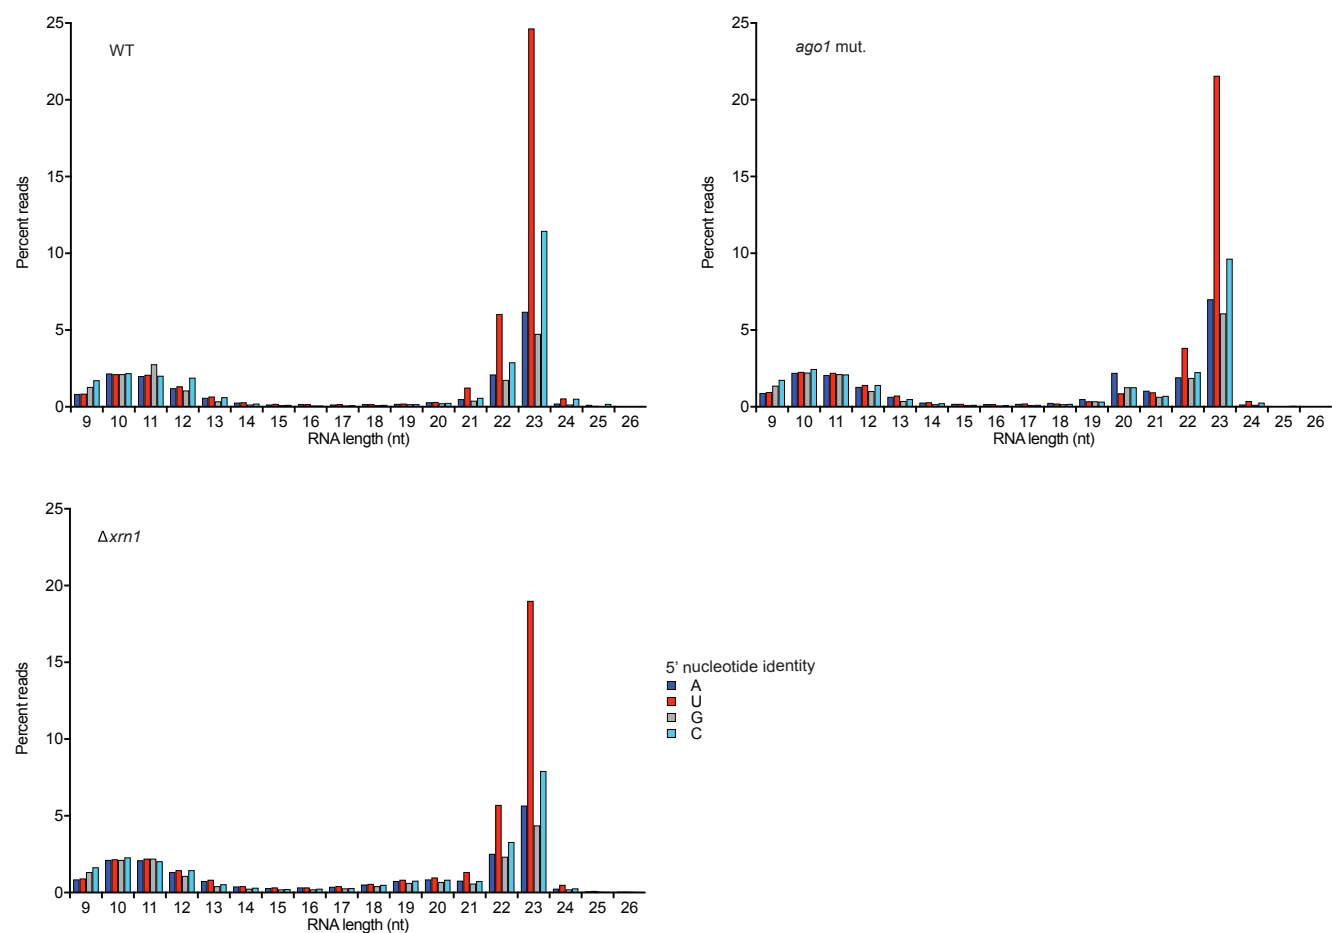 WT
25
20
15
10
5
0
Percent reads
9 10 11 12 13 14 15 16 17 18 19 20 21 22 23 24 25 26
RNA length (nt)
ago1 mut.
25
20
15
10
5
0
Percent reads
9 10 11 12 13 14 15 16 17 18 19 20 21 22 23 24 25 26
RNA length (nt)
Δxrn1
25
20
15
10
5
0
Percent reads
9 10 11 12 13 14 15 16 17 18 19 20 21 22 23 24 25 26
RNA length (nt)
5’ nucleotide identity
A
U
G
C